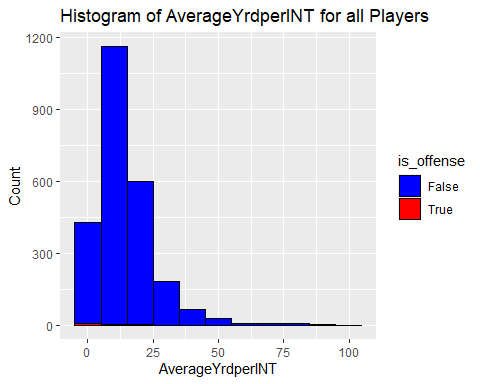 Histogram of AverageYrdperINT for all Players
1200
900
600
300
0
Count
0
25
50
75
100
AverageYrdperINT
is_offense
False
True